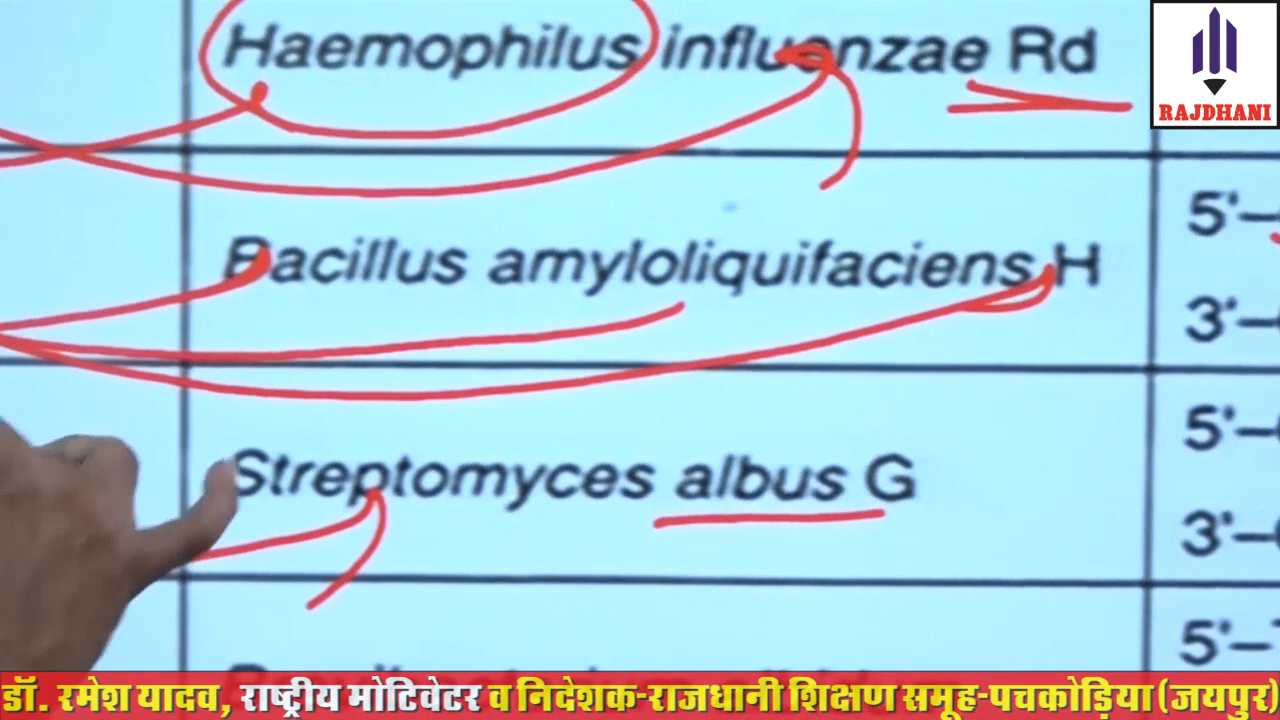 Haemophilus influenzae Rd
RAJDHANI
5'–
Bacillus amyloliquifaciens H
3'–
5'–
Streptomyces albus G
3'–
5'–
डॉ. रमेश यादव, राष्ट्रीय मोटिवेटर व निदेशक-राजधानी शिक्षण समूह-पचकोड़िया (जयपुर)